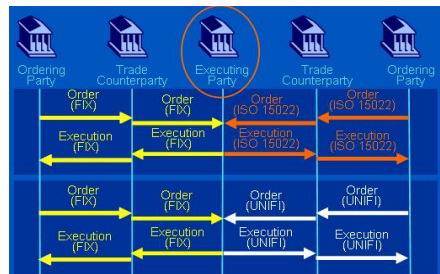 Ordering Party
Trade Counterparty
Executing Party
Trade Counterparty
Ordering Party
Order (FIX)
Order (FIX)
Order (ISO 15022)
Order (ISO 15022)
Execution (FIX)
Execution (FIX)
Execution (ISO 15022)
Execution (ISO 15022)
Order (FIX)
Order (FIX)
Order (UNIFI)
Order (UNIFI)
Execution (FIX)
Execution (FIX)
Execution (UNIFI)
Execution (UNIFI)